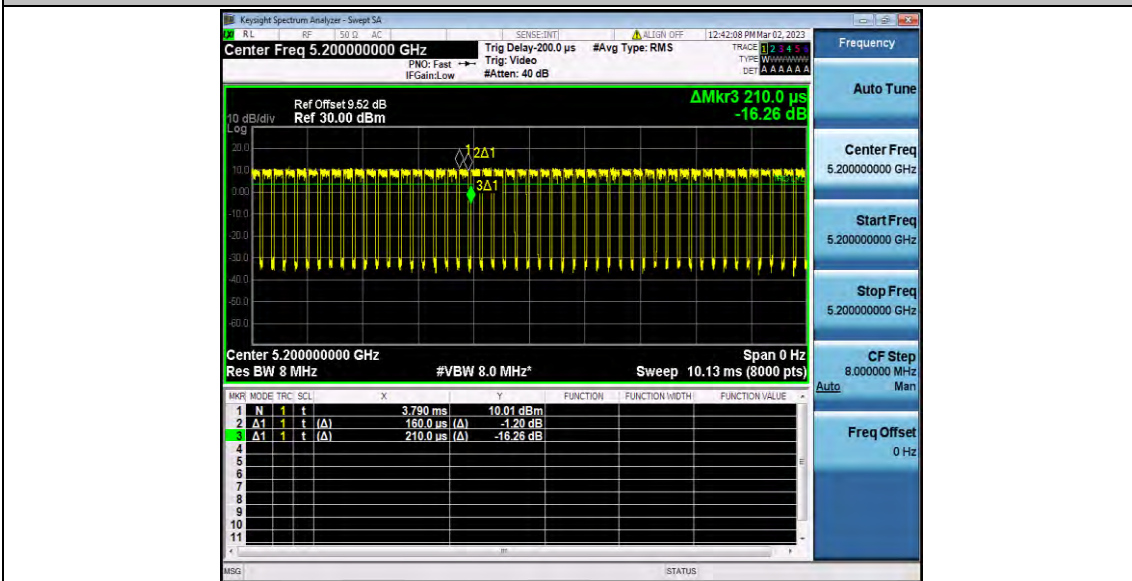 Keysight Spectrum Analyzer - Swept SA
RL RF 50 Ω AC SENSE:INT ALIGN OFF 12:42:08 PM Mar 02, 2023
Center Freq 5.200000000 GHz
PNO: Fast
IFGain:Low
Trig Delay-200.0 µs
Trig: Video
#Atten: 40 dB
#Avg Type: RMS
TRACE 1 2 3 4 5 6
TYPE W
DET A A A A A A
Frequency
Auto Tune
Center Freq
5.200000000 GHz
Start Freq
5.200000000 GHz
Stop Freq
5.200000000 GHz
CF Step
8.000000 MHz
Auto Man
Freq Offset
0 Hz
ΔMkr3 210.0 µs
-16.26 dB
Ref Offset 9.52 dB
10 dB/div Ref 30.00 dBm
Log
20.0
10.0
0.00
-10.0
-20.0
-30.0
-40.0
-50.0
-60.0
1
2Δ1
3Δ1
Center 5.200000000 GHz Span 0 Hz
Res BW 8 MHz #VBW 8.0 MHz* Sweep 10.13 ms (8000 pts)
MKR MODE TRC SCL X Y FUNCTION FUNCTION WIDTH FUNCTION VALUE
1 N 1 t 3.790 ms 10.01 dBm
2 Δ1 1 t (Δ) 160.0 µs (Δ) -1.20 dB
3 Δ1 1 t (Δ) 210.0 µs (Δ) -16.26 dB
4
5
6
7
8
9
10
11
MSG STATUS